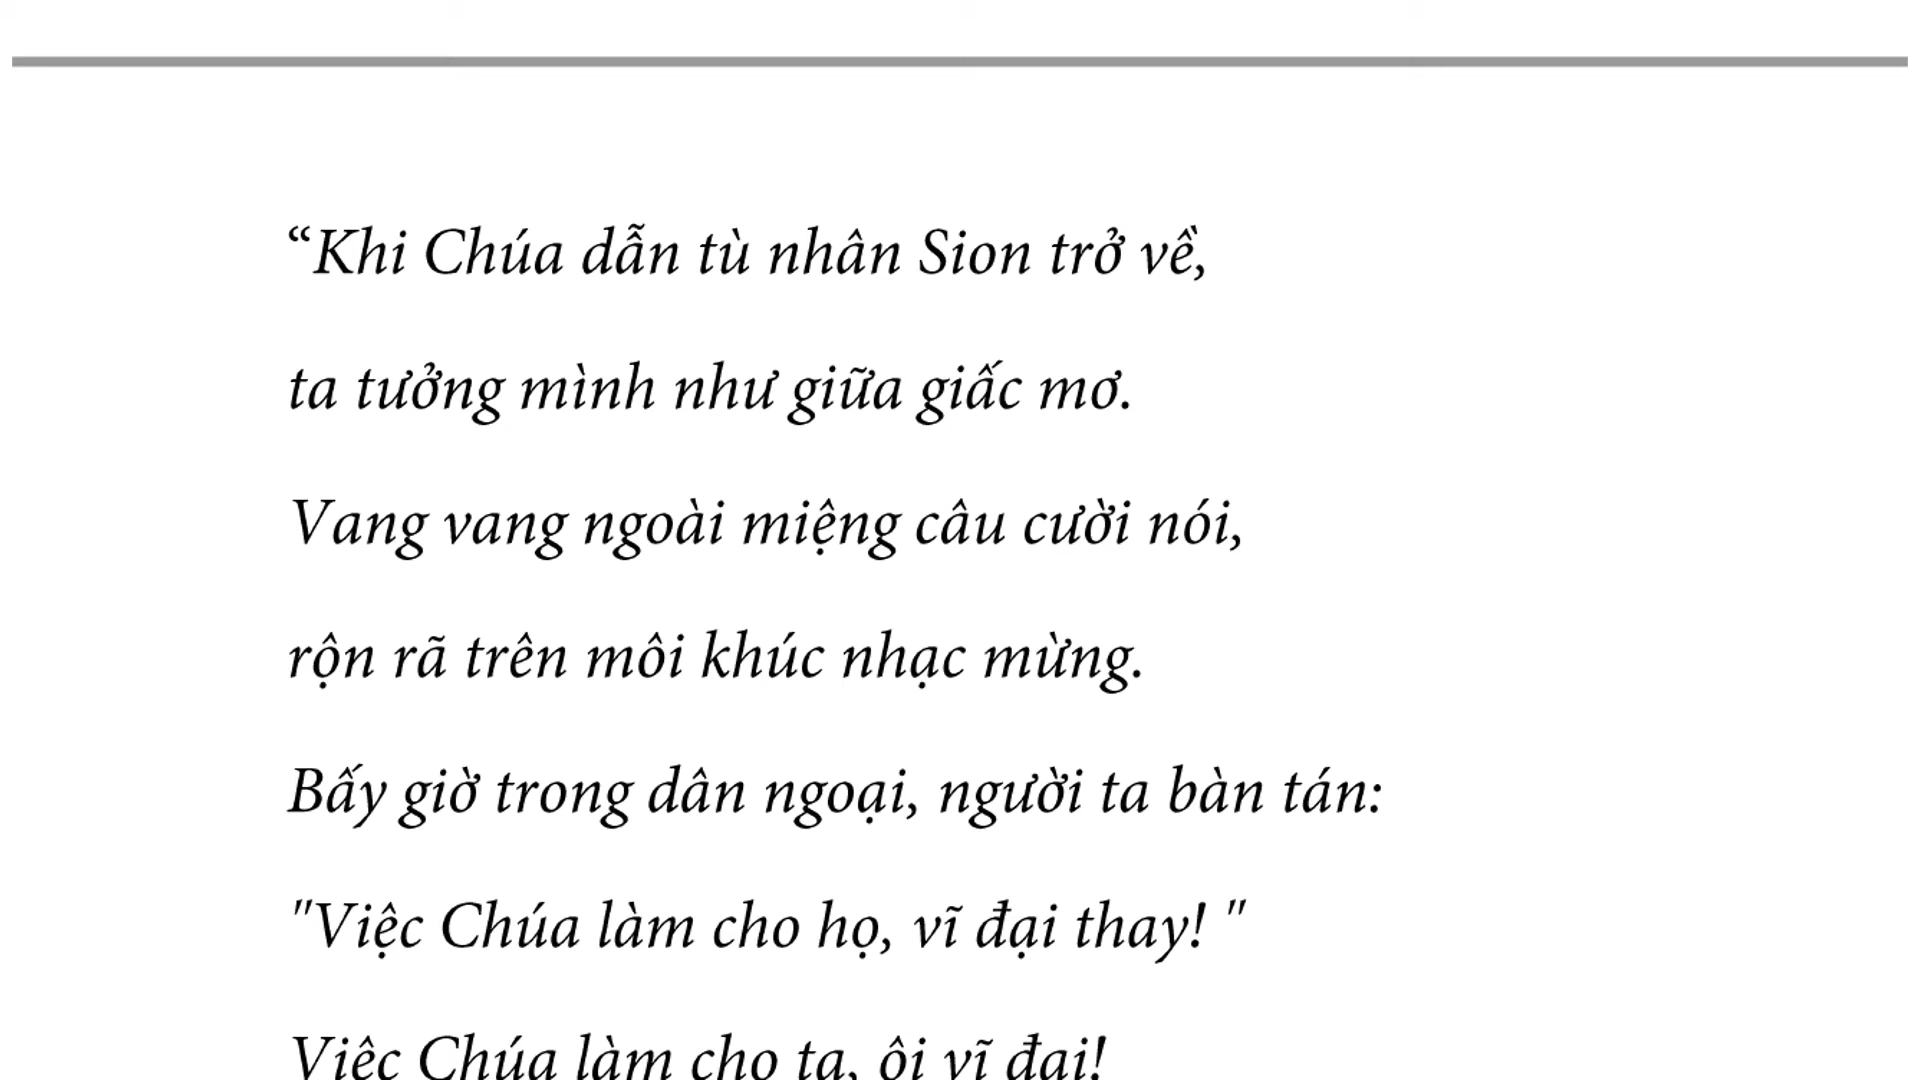 “Khi Chúa dẫn tù nhân Sion trở về,
ta tưởng mình như giữa giấc mơ.
Vang vang ngoài miệng câu cười nói,
rộn rã trên môi khúc nhạc mừng.
Bấy giờ trong dân ngoại, người ta bàn tán:
"Việc Chúa làm cho họ, vĩ đại thay! "
Việc Chúa làm cho ta, ôi vĩ đại!